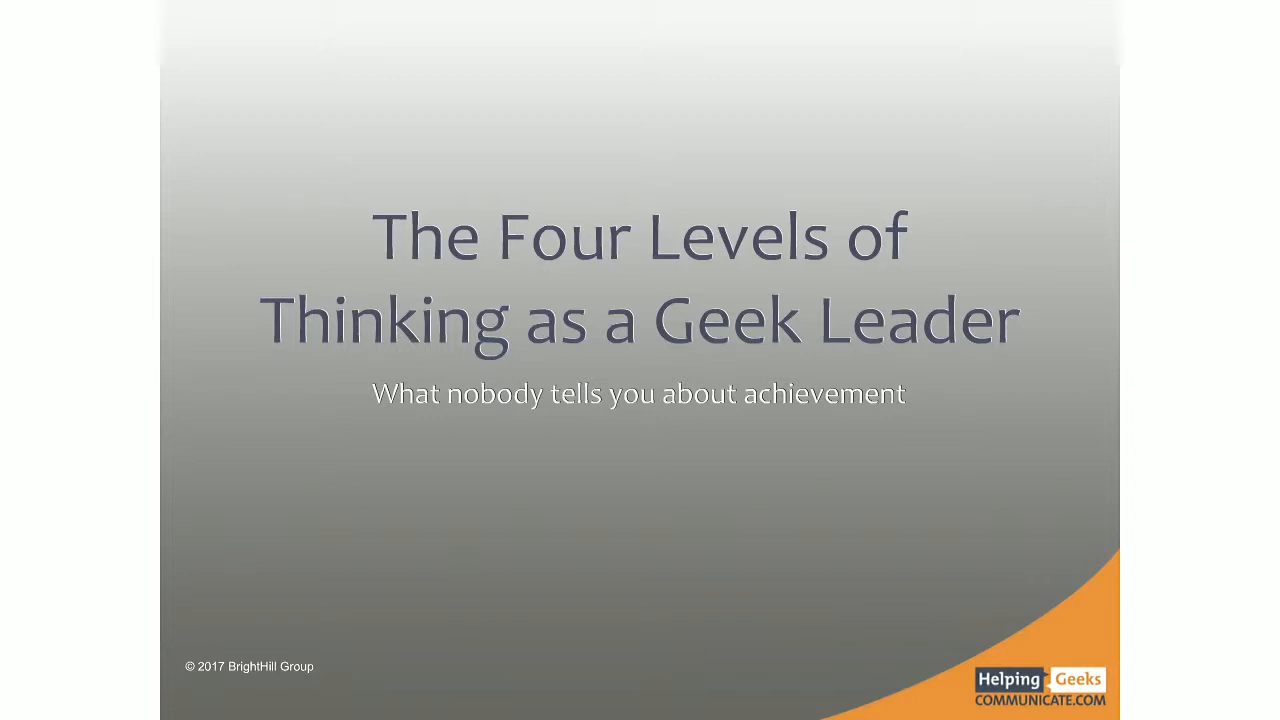 The Four Levels of
Thinking as a Geek Leader
What nobody tells you about achievement
© 2017 BrightHill Group
Helping Geeks
COMMUNICATE.COM